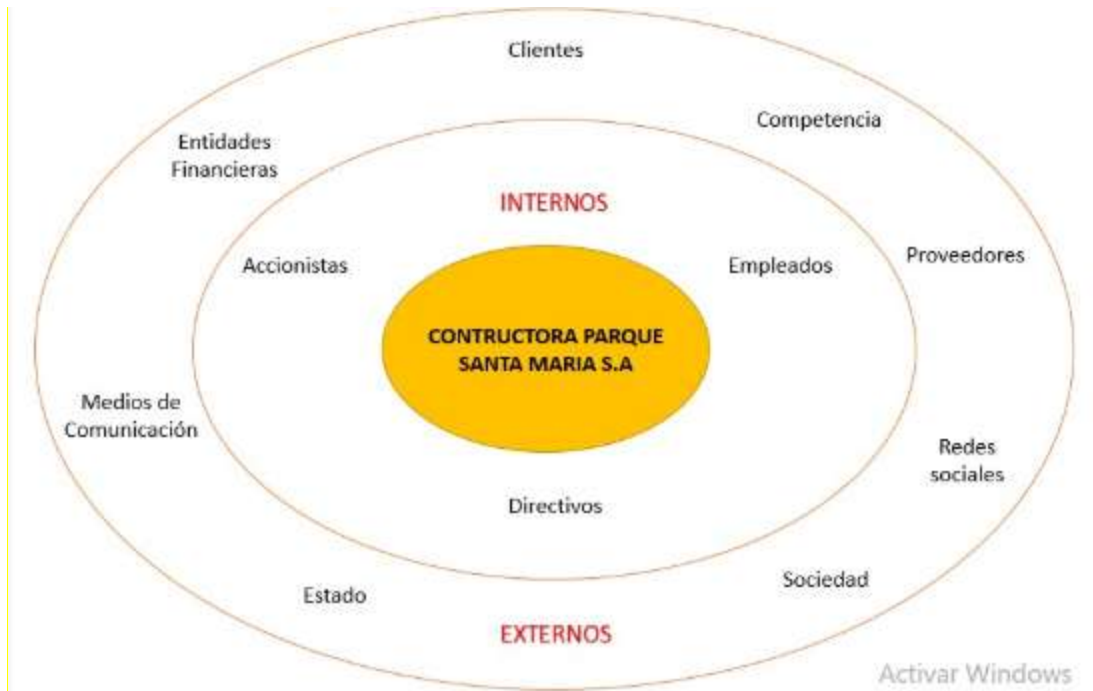 Clientes
Competencia
Entidades
Financieras
INTERNOS
Accionistas
Empleados
Proveedores
CONTRUCTORA PARQUE
SANTA MARIA S.A
Medios de
Comunicación
Redes
sociales
Directivos
Sociedad
Estado
EXTERNOS
Activar Windows